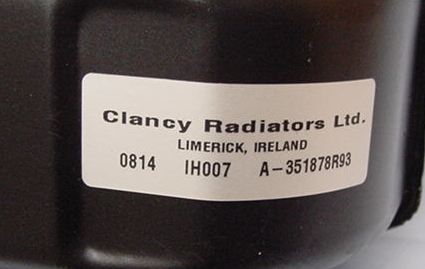 Clancy Radiators Ltd.
LIMERICK, IRELAND
0814 IH007 A-351878R93